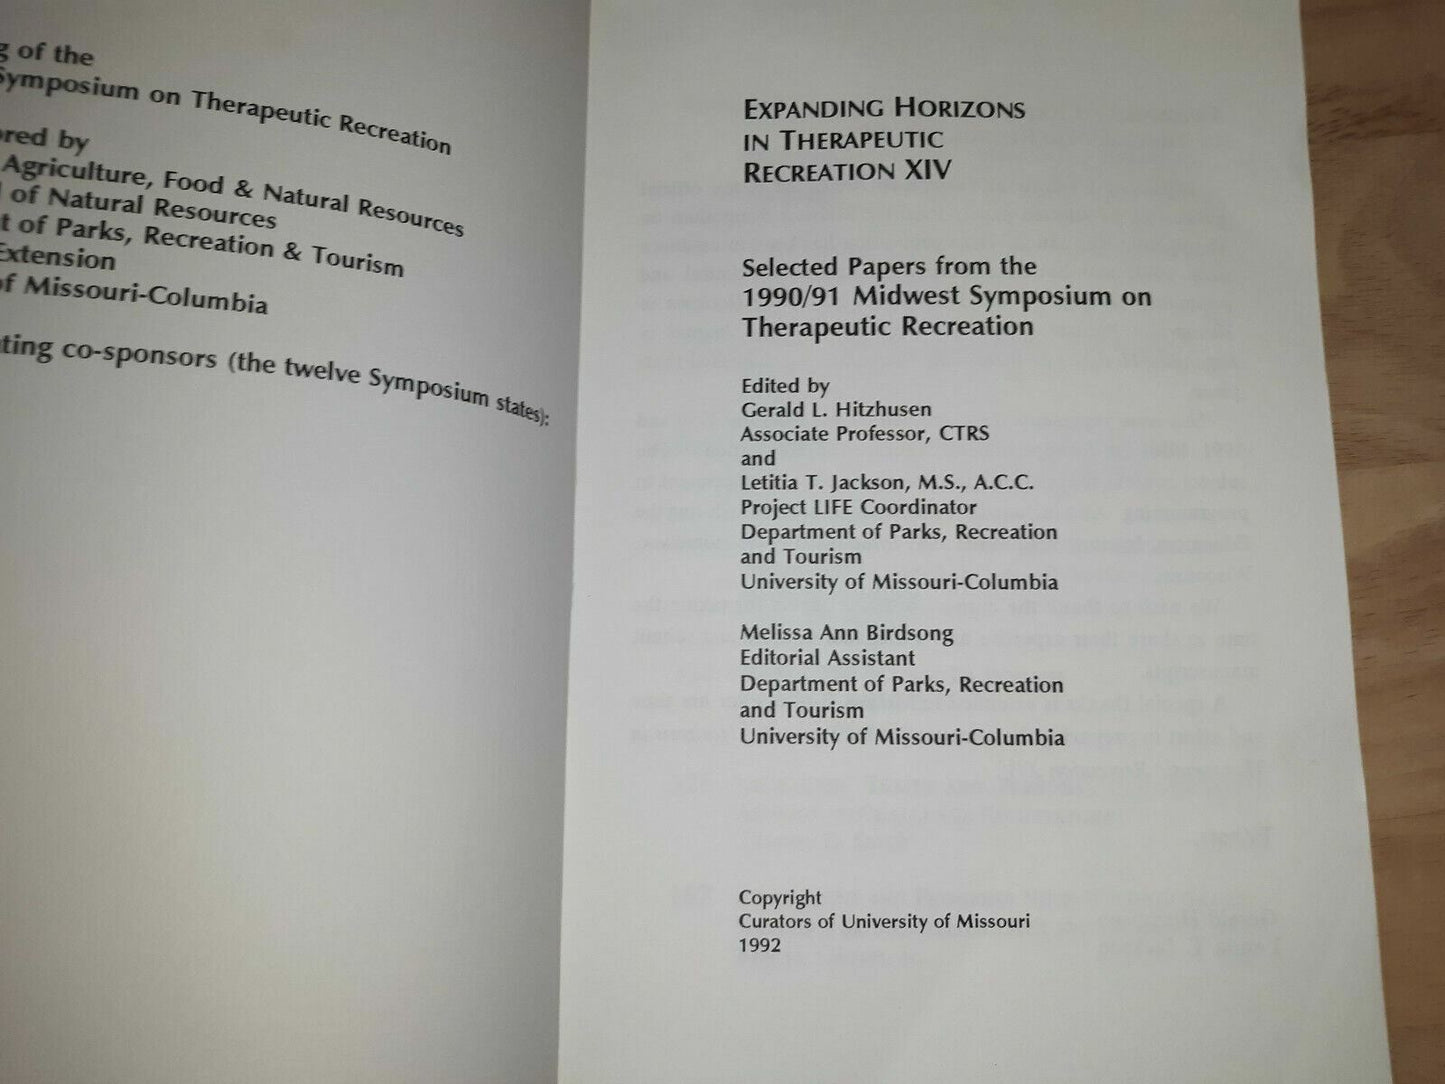 of the
Symposium on Therapeutic Recreation
by
Agriculture, Food & Natural Resources
of Natural Resources
of Parks, Recreation & Tourism
Extension
of Missouri-Columbia
co-sponsors (the twelve Symposium states):
EXPANDING HORIZONS
IN THERAPEUTIC
RECREATION XIV
Selected Papers from the
1990/91 Midwest Symposium on
Therapeutic Recreation
Edited by
Gerald L. Hitzhusen
Associate Professor, CTRS
and
Letitia T. Jackson, M.S., A.C.C.
Project LIFE Coordinator
Department of Parks, Recreation
and Tourism
University of Missouri-Columbia
Melissa Ann Birdsong
Editorial Assistant
Department of Parks, Recreation
and Tourism
University of Missouri-Columbia
Copyright
Curators of University of Missouri
1992